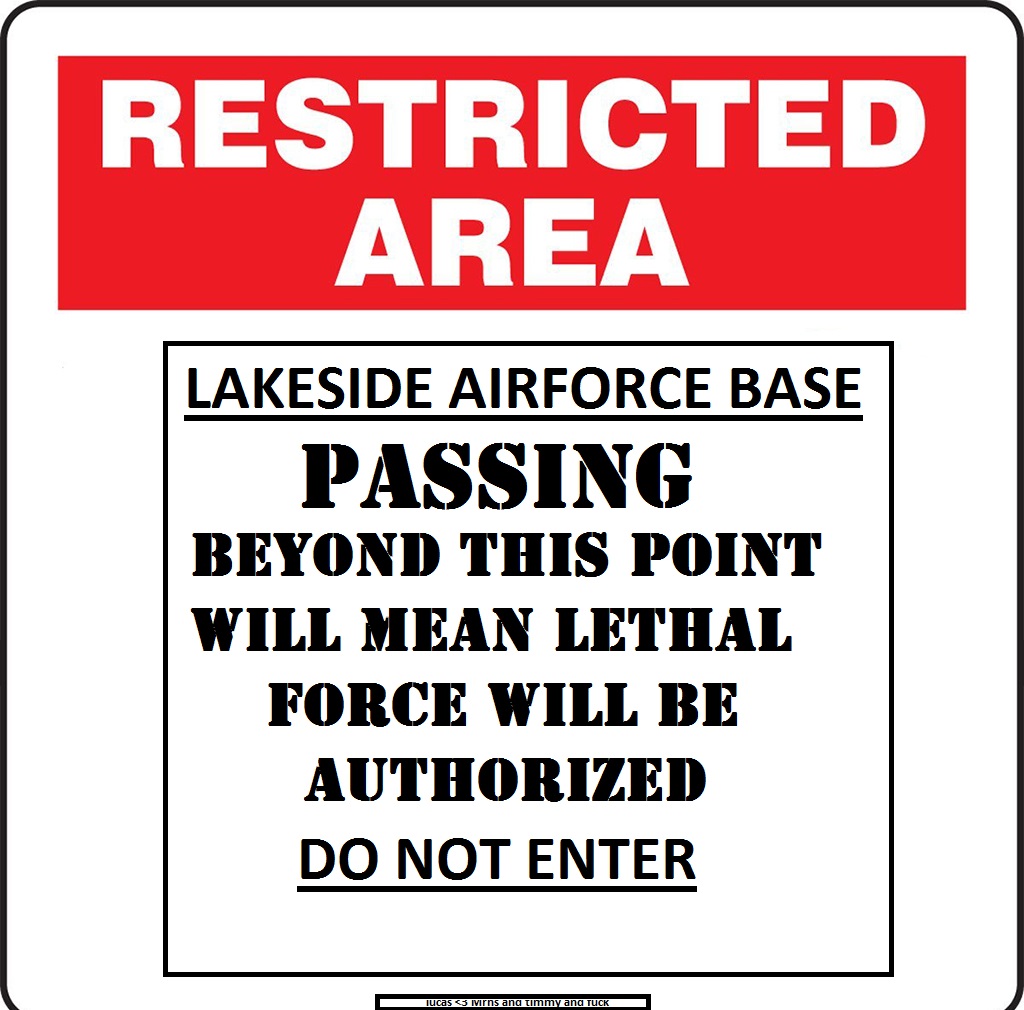 RESTRICTED
AREA
LAKESIDE AIRFORCE BASE
PASSING
BEYOND THIS POINT
WILL MEAN LETHAL
FORCE WILL BE
AUTHORIZED
DO NOT ENTER
lucas <3 Mrns and timmy and fuck